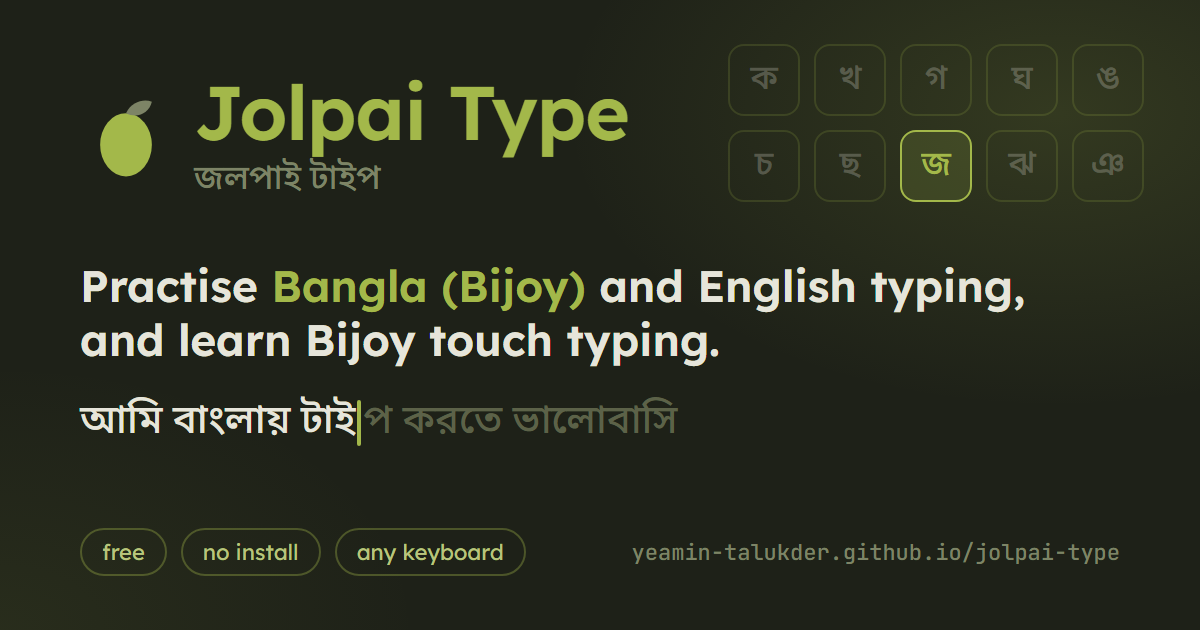 Jolpai Type
জলপাই টাইপ
ক খ গ ঘ ঙ
চ ছ জ ঝ ঞ
Practise Bangla (Bijoy) and English typing,
and learn Bijoy touch typing.
আমি বাংলায় টাইপ করতে ভালোবাসি
free no install any keyboard
yeamin-talukder.github.io/jolpai-type